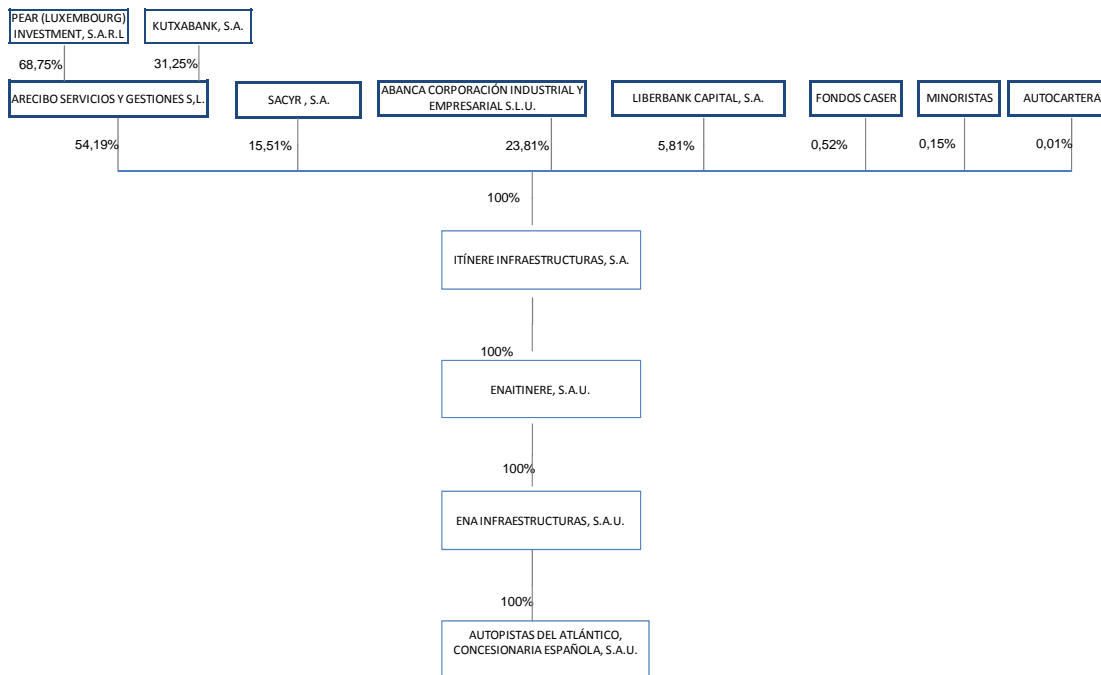 PEAR (LUXEMBOURG)
INVESTMENT, S.A.R.L
KUTXABANK, S.A.
68,75%
31,25%
ARECIBO SERVICIOS Y GESTIONES S,L.
SACYR , S.A.
ABANCA CORPORACIÓN INDUSTRIAL Y
EMPRESARIAL S.L.U.
LIBERBANK CAPITAL, S.A.
FONDOS CASER
MINORISTAS
AUTOCARTERA
54,19%
15,51%
23,81%
5,81%
0,52%
0,15%
0,01%
100%
ITÍNERE INFRAESTRUCTURAS, S.A.
100%
ENAITINERE, S.A.U.
100%
ENA INFRAESTRUCTURAS, S.A.U.
100%
AUTOPISTAS DEL ATLÁNTICO,
CONCESIONARIA ESPAÑOLA, S.A.U.